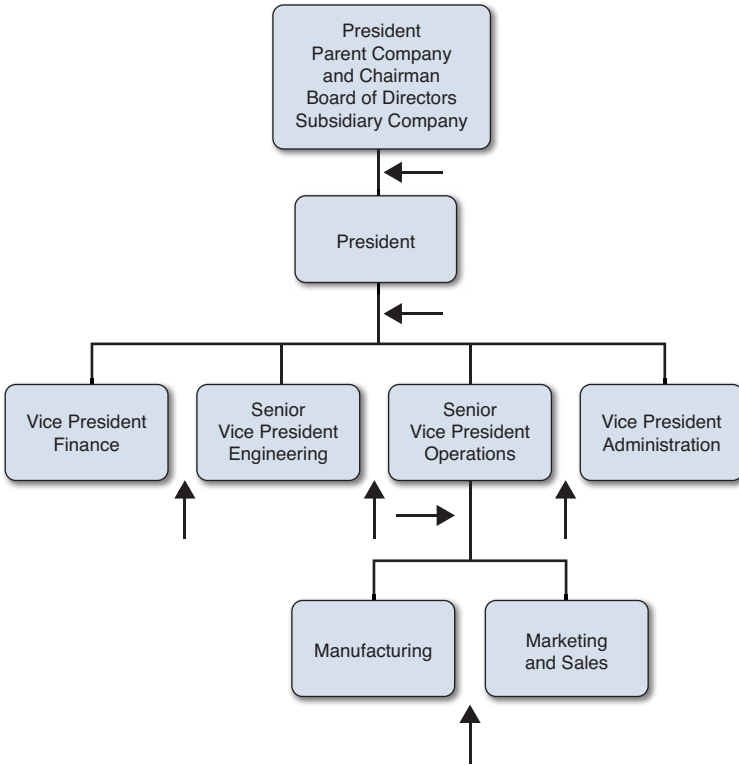 President
Parent Company
and Chairman
Board of Directors
Subsidiary Company
President
Vice President
Finance
Senior
Vice President
Engineering
Senior
Vice President
Operations
Vice President
Administration
Manufacturing
Marketing
and Sales